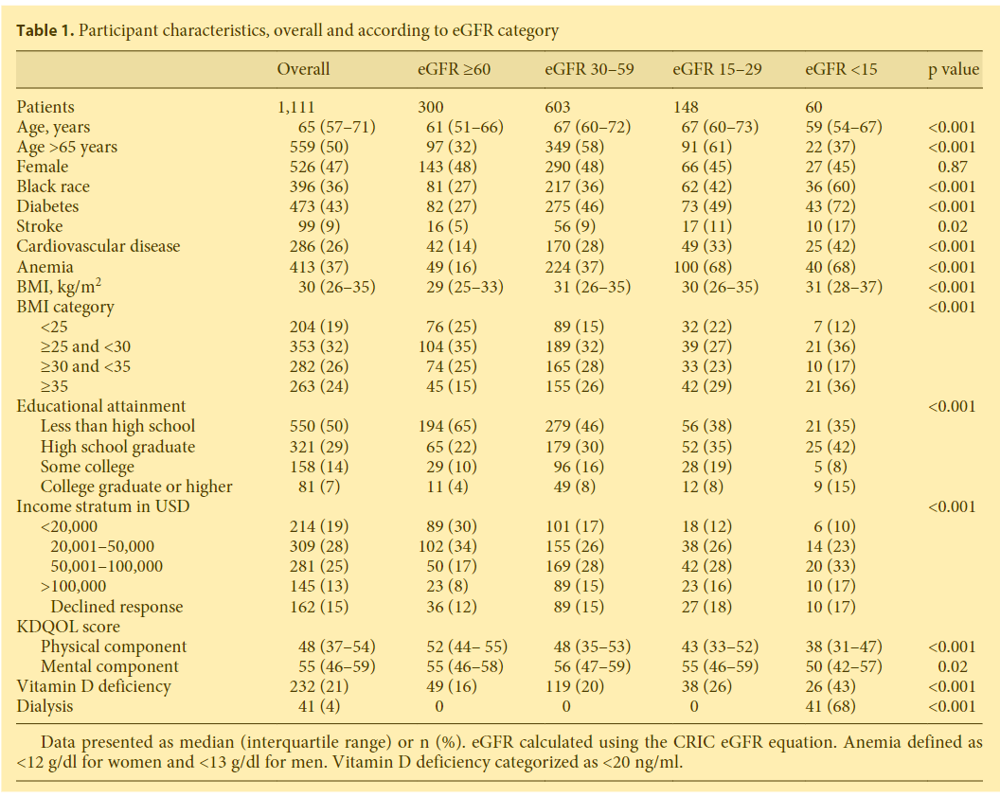 Table 1. Participant characteristics, overall and according to eGFR category
Overall eGFR ≥60 eGFR 30–59 eGFR 15–29 eGFR <15 p value
Patients 1,111 300 603 148 60
Age, years 65 (57–71) 61 (51–66) 67 (60–72) 67 (60–73) 59 (54–67) <0.001
Age >65 years 559 (50) 97 (32) 349 (58) 91 (61) 22 (37) <0.001
Female 526 (47) 143 (48) 290 (48) 66 (45) 27 (45) 0.87
Black race 396 (36) 81 (27) 217 (36) 62 (42) 36 (60) <0.001
Diabetes 473 (43) 82 (27) 275 (46) 73 (49) 43 (72) <0.001
Stroke 99 (9) 16 (5) 56 (9) 17 (11) 10 (17) 0.02
Cardiovascular disease 286 (26) 42 (14) 170 (28) 49 (33) 25 (42) <0.001
Anemia 413 (37) 49 (16) 224 (37) 100 (68) 40 (68) <0.001
BMI, kg/m2 30 (26–35) 29 (25–33) 31 (26–35) 30 (26–35) 31 (28–37) <0.001
BMI category <0.001
<25 204 (19) 76 (25) 89 (15) 32 (22) 7 (12)
≥25 and <30 353 (32) 104 (35) 189 (32) 39 (27) 21 (36)
≥30 and <35 282 (26) 74 (25) 165 (28) 33 (23) 10 (17)
≥35 263 (24) 45 (15) 155 (26) 42 (29) 21 (36)
Educational attainment <0.001
Less than high school 550 (50) 194 (65) 279 (46) 56 (38) 21 (35)
High school graduate 321 (29) 65 (22) 179 (30) 52 (35) 25 (42)
Some college 158 (14) 29 (10) 96 (16) 28 (19) 5 (8)
College graduate or higher 81 (7) 11 (4) 49 (8) 12 (8) 9 (15)
Income stratum in USD <0.001
<20,000 214 (19) 89 (30) 101 (17) 18 (12) 6 (10)
20,001–50,000 309 (28) 102 (34) 155 (26) 38 (26) 14 (23)
50,001–100,000 281 (25) 50 (17) 169 (28) 42 (28) 20 (33)
>100,000 145 (13) 23 (8) 89 (15) 23 (16) 10 (17)
Declined response 162 (15) 36 (12) 89 (15) 27 (18) 10 (17)
KDQOL score
Physical component 48 (37–54) 52 (44– 55) 48 (35–53) 43 (33–52) 38 (31–47) <0.001
Mental component 55 (46–59) 55 (46–58) 56 (47–59) 55 (46–59) 50 (42–57) 0.02
Vitamin D deficiency 232 (21) 49 (16) 119 (20) 38 (26) 26 (43) <0.001
Dialysis 41 (4) 0 0 0 41 (68) <0.001
Data presented as median (interquartile range) or n (%). eGFR calculated using the CRIC eGFR equation. Anemia defined as
<12 g/dl for women and <13 g/dl for men. Vitamin D deficiency categorized as <20 ng/ml.